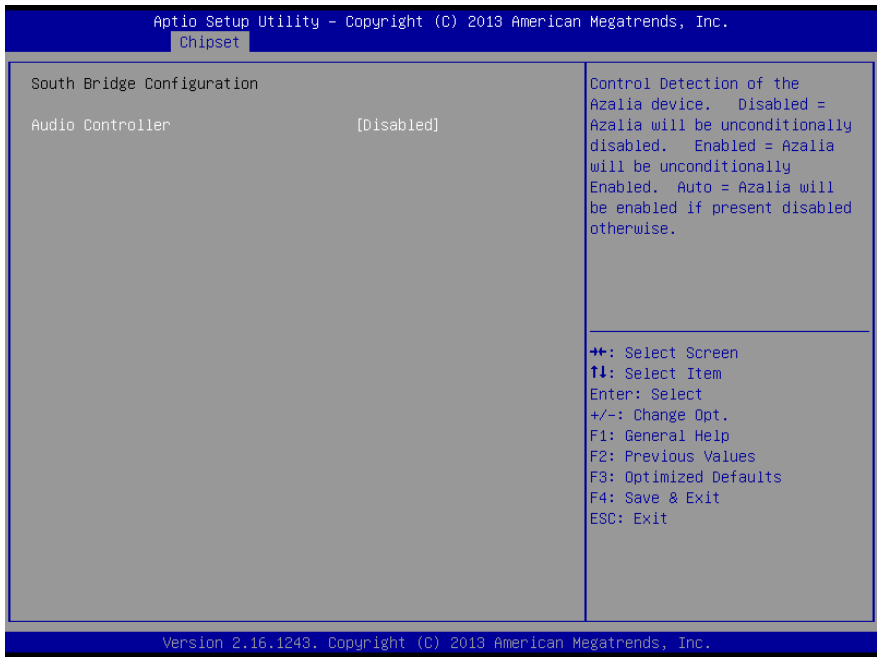 Aptio Setup Utility – Copyright (C) 2013 American Megatrends, Inc.
Chipset
South Bridge Configuration
Audio Controller [Disabled]
Control Detection of the
Azalia device. Disabled =
Azalia will be unconditionally
disabled. Enabled = Azalia
will be unconditionally
Enabled. Auto = Azalia will
be enabled if present disabled
otherwise.
→←: Select Screen
↑↓: Select Item
Enter: Select
+/-: Change Opt.
F1: General Help
F2: Previous Values
F3: Optimized Defaults
F4: Save & Exit
ESC: Exit
Version 2.16.1243. Copyright (C) 2013 American Megatrends, Inc.